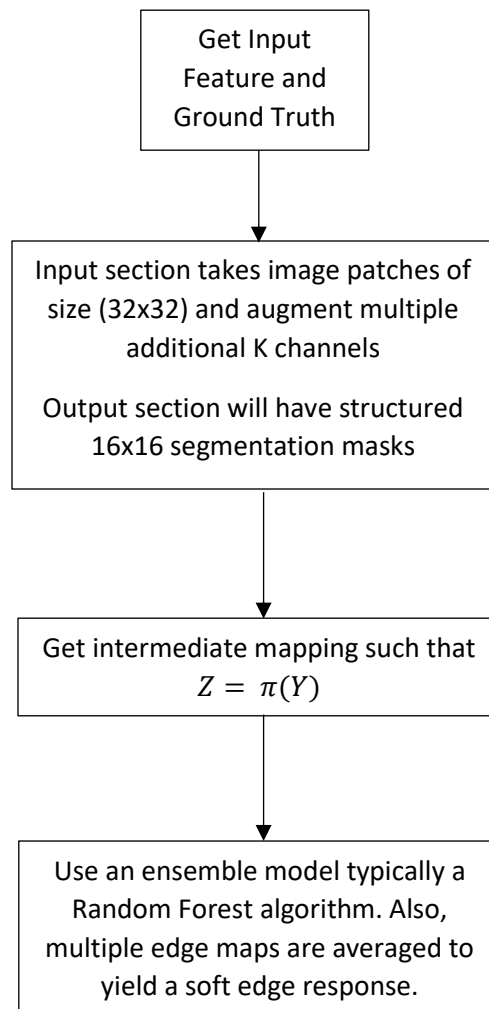 Get Input
Feature and
Ground Truth
Input section takes image patches of
size (32x32) and augment multiple
additional K channels
Output section will have structured
16x16 segmentation masks
Get intermediate mapping such that
𝑍 = 𝜋(𝑌)
Use an ensemble model typically a
Random Forest algorithm. Also,
multiple edge maps are averaged to
yield a soft edge response.